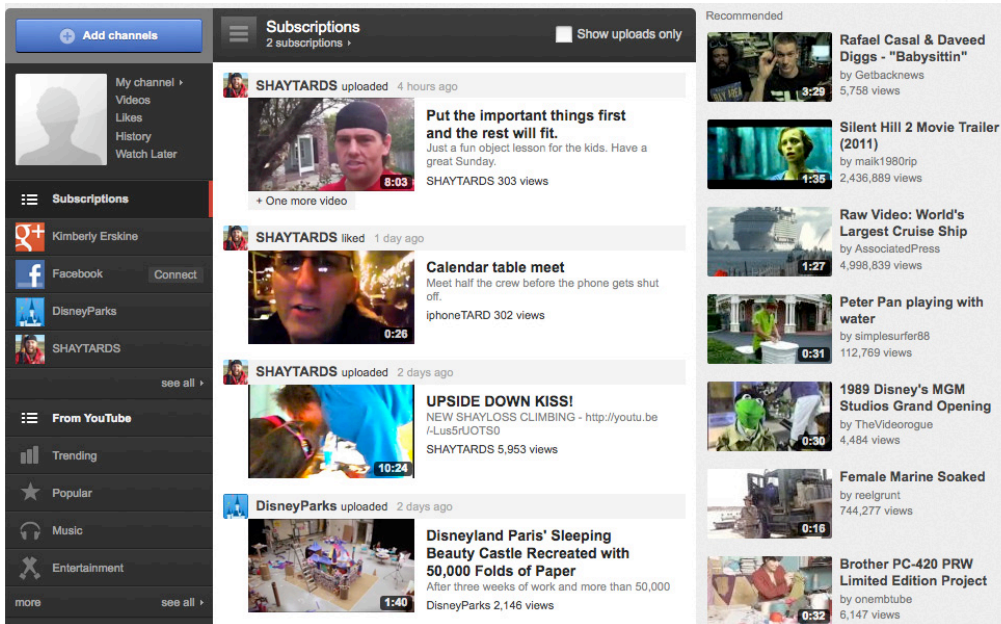 Add channels
My channel ›
Videos
Likes
History
Watch Later
Subscriptions
g+ Kimberly Erskine
f Facebook Connect
DisneyParks
SHAYTARDS
see all ›
From YouTube
Trending
Popular
Music
Entertainment
more see all ›
Subscriptions
2 subscriptions ›
Show uploads only
SHAYTARDS uploaded 4 hours ago
8:03
Put the important things first
and the rest will fit.
Just a fun object lesson for the kids. Have a
great Sunday.
SHAYTARDS 303 views
+ One more video
SHAYTARDS liked 1 day ago
0:26
Calendar table meet
Meet half the crew before the phone gets shut
off.
iphoneTARD 302 views
SHAYTARDS uploaded 2 days ago
10:24
UPSIDE DOWN KISS!
NEW SHAYLOSS CLIMBING - http://youtu.be
/-Lus5rUOTS0
SHAYTARDS 5,953 views
DisneyParks uploaded 2 days ago
1:40
Disneyland Paris' Sleeping
Beauty Castle Recreated with
50,000 Folds of Paper
After three weeks of work and more than 50,000
DisneyParks 2,146 views
Recommended
3:29
Rafael Casal & Daveed
Diggs - "Babysittin"
by Getbacknews
5,758 views
1:35
Silent Hill 2 Movie Trailer
(2011)
by maik1980rip
2,436,889 views
1:27
Raw Video: World's
Largest Cruise Ship
by AssociatedPress
4,998,839 views
0:31
Peter Pan playing with
water
by simplesurfer88
112,769 views
0:30
1989 Disney's MGM
Studios Grand Opening
by TheVideorogue
4,484 views
0:16
Female Marine Soaked
by reelgrunt
744,277 views
0:32
Brother PC-420 PRW
Limited Edition Project
by onembtube
6,147 views